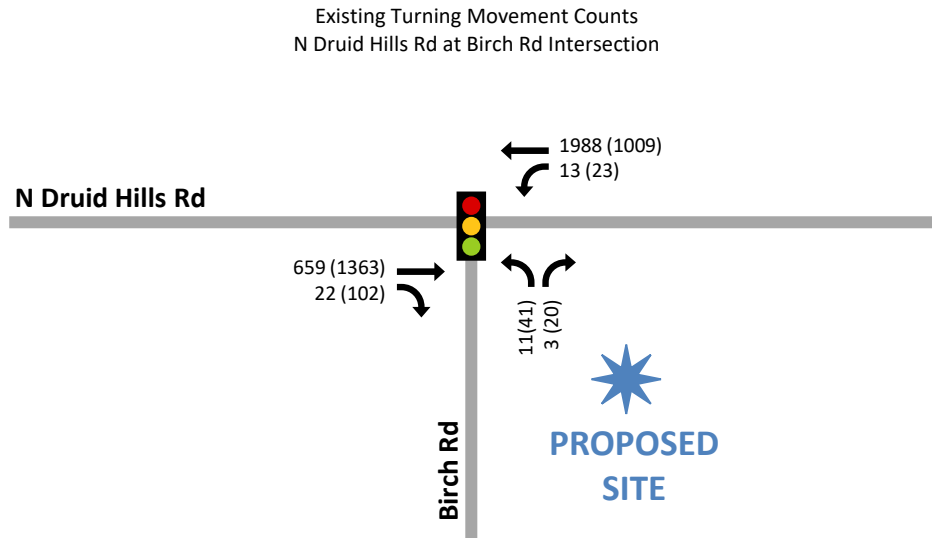 Existing Turning Movement Counts
N Druid Hills Rd at Birch Rd Intersection
1988 (1009)
13 (23)
N Druid Hills Rd
659 (1363)
22 (102)
11(41)
3 (20)
Birch Rd
PROPOSED
SITE